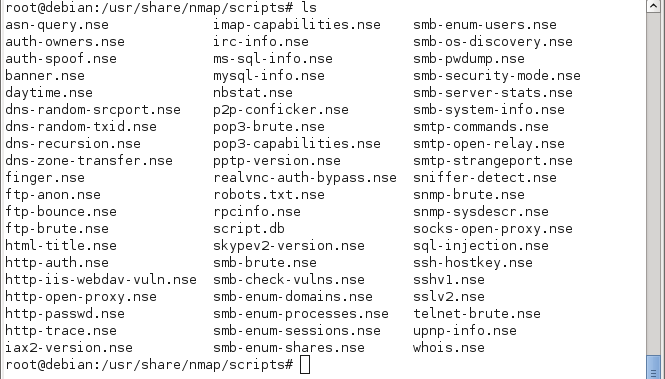 root@debian:/usr/share/nmap/scripts# ls
asn-query.nse imap-capabilities.nse smb-enum-users.nse
auth-owners.nse irc-info.nse smb-os-discovery.nse
auth-spoof.nse ms-sql-info.nse smb-pwdump.nse
banner.nse mysql-info.nse smb-security-mode.nse
daytime.nse nbstat.nse smb-server-stats.nse
dns-random-srcport.nse p2p-conficker.nse smb-system-info.nse
dns-random-txid.nse pop3-brute.nse smtp-commands.nse
dns-recursion.nse pop3-capabilities.nse smtp-open-relay.nse
dns-zone-transfer.nse pptp-version.nse smtp-strangeport.nse
finger.nse realvnc-auth-bypass.nse sniffer-detect.nse
ftp-anon.nse robots.txt.nse snmp-brute.nse
ftp-bounce.nse rpcinfo.nse snmp-sysdescr.nse
ftp-brute.nse script.db socks-open-proxy.nse
html-title.nse skypev2-version.nse sql-injection.nse
http-auth.nse smb-brute.nse ssh-hostkey.nse
http-iis-webdav-vuln.nse smb-check-vulns.nse sshv1.nse
http-open-proxy.nse smb-enum-domains.nse sslv2.nse
http-passwd.nse smb-enum-processes.nse telnet-brute.nse
http-trace.nse smb-enum-sessions.nse upnp-info.nse
iax2-version.nse smb-enum-shares.nse whois.nse
root@debian:/usr/share/nmap/scripts#